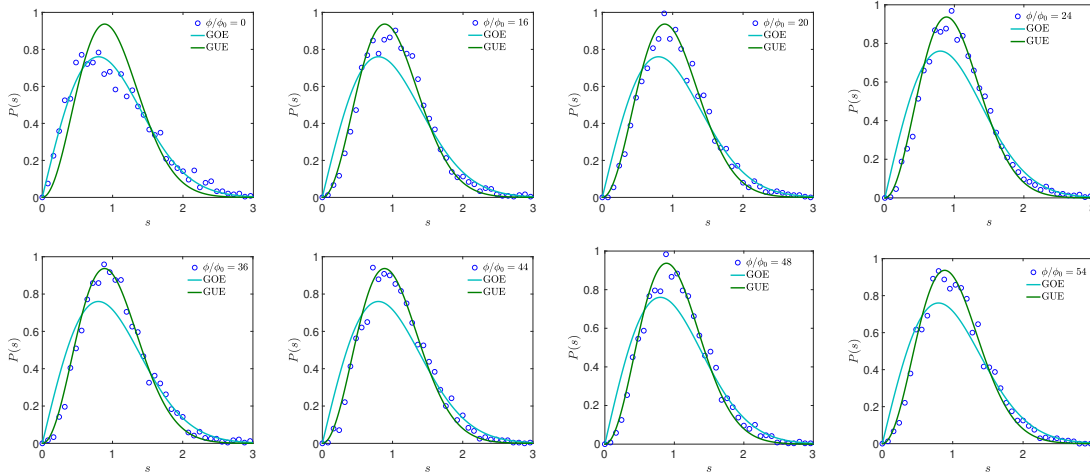 φ/φ₀ = 0
GOE
GUE
P(s)
1
0.8
0.6
0.4
0.2
0
0 1 2 3
s
φ/φ₀ = 16
GOE
GUE
P(s)
1
0.8
0.6
0.4
0.2
0
0 1 2 3
s
φ/φ₀ = 20
GOE
GUE
P(s)
1
0.8
0.6
0.4
0.2
0
0 1 2 3
s
φ/φ₀ = 24
GOE
GUE
P(s)
1
0.8
0.6
0.4
0.2
0
0 1 2 3
s
φ/φ₀ = 36
GOE
GUE
P(s)
1
0.8
0.6
0.4
0.2
0
0 1 2 3
s
φ/φ₀ = 44
GOE
GUE
P(s)
1
0.8
0.6
0.4
0.2
0
0 1 2 3
s
φ/φ₀ = 48
GOE
GUE
P(s)
1
0.8
0.6
0.4
0.2
0
0 1 2 3
s
φ/φ₀ = 54
GOE
GUE
P(s)
1
0.8
0.6
0.4
0.2
0
0 1 2 3
s